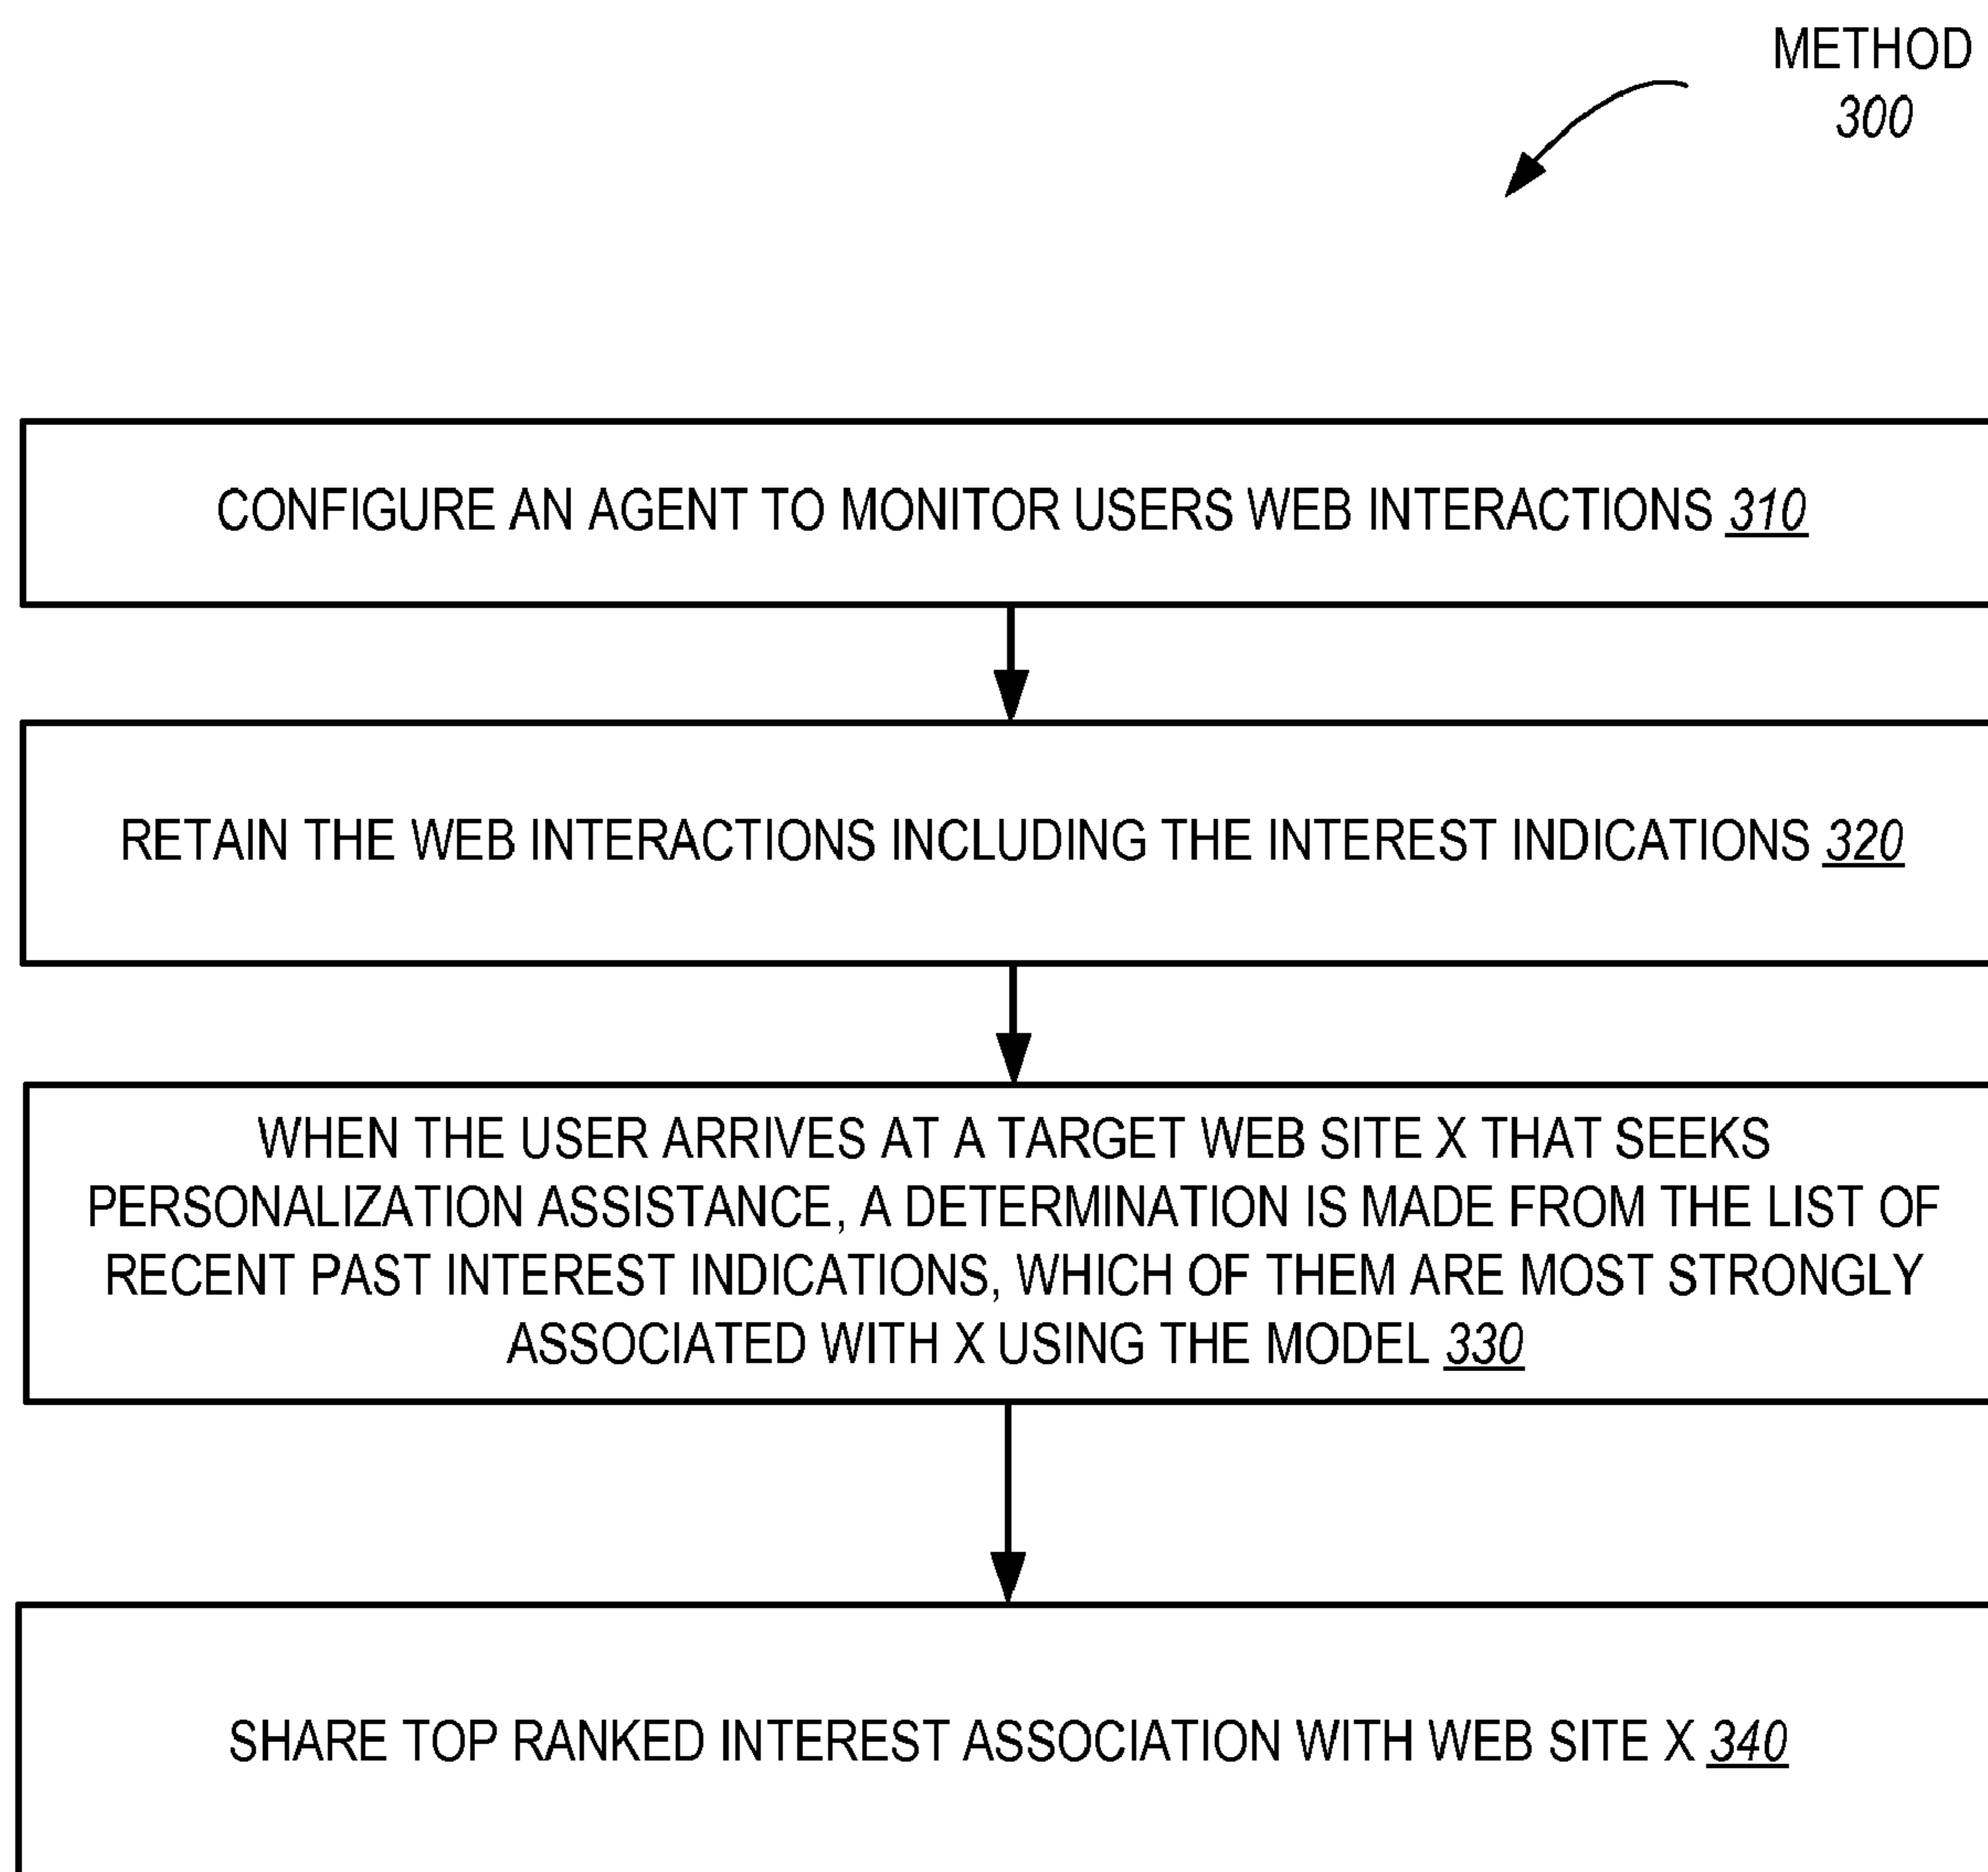 METHOD
300
CONFIGURE AN AGENT TO MONITOR USERS WEB INTERACTIONS 310
RETAIN THE WEB INTERACTIONS INCLUDING THE INTEREST INDICATIONS 320
WHEN THE USER ARRIVES AT A TARGET WEB SITE X THAT SEEKS
PERSONALIZATION ASSISTANCE, A DETERMINATION IS MADE FROM THE LIST OF
RECENT PAST INTEREST INDICATIONS, WHICH OF THEM ARE MOST STRONGLY
ASSOCIATED WITH X USING THE MODEL 330
SHARE TOP RANKED INTEREST ASSOCIATION WITH WEB SITE X 340